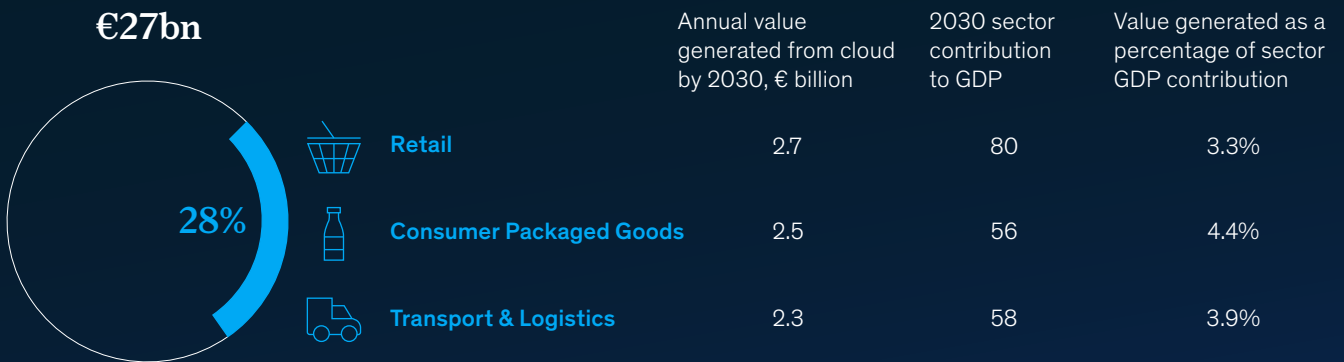 €27bn
28%
Annual value
generated from cloud
by 2030, € billion
2030 sector
contribution
to GDP
Value generated as a
percentage of sector
GDP contribution
Retail 2.7 80 3.3%
Consumer Packaged Goods 2.5 56 4.4%
Transport & Logistics 2.3 58 3.9%